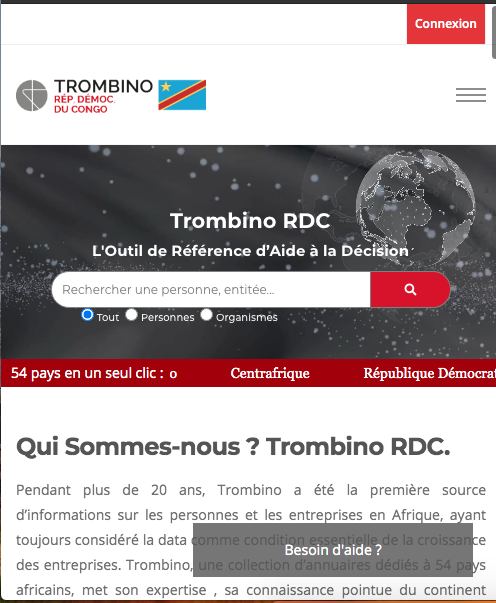 Connexion
TROMBINO
RÉP. DÉMOC.
DU CONGO
Trombino RDC
L'Outil de Référence d’Aide à la Décision
Rechercher une personne, entitée...
Tout Personnes Organismes
54 pays en un seul clic : o Centrafrique République Démocrat
Qui Sommes-nous ? Trombino RDC.
Pendant plus de 20 ans, Trombino a été la première source
d’informations sur les personnes et les entreprises en Afrique, ayant
toujours considéré la data comme condition essentielle de la croissance
Besoin d'aide ?
des entreprises. Trombino, une collection d’annuaires dédiés à 54 pays
africains, met son expertise , sa connaissance pointue du continent